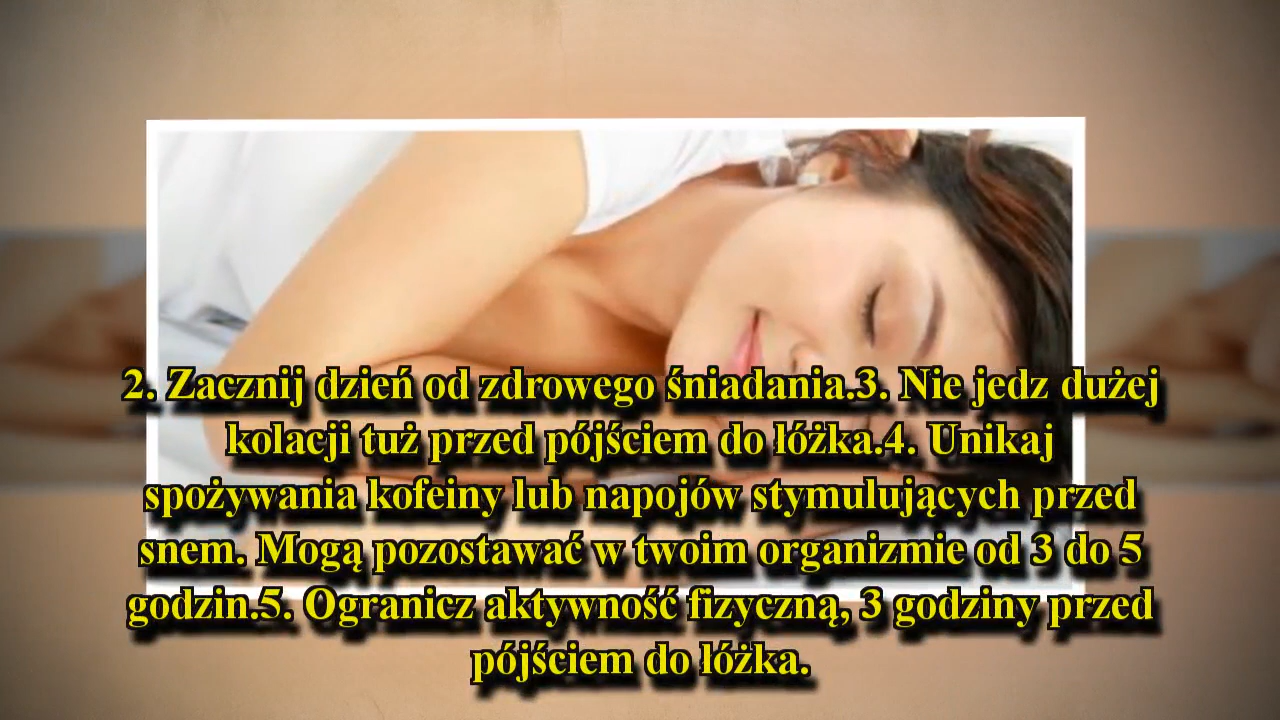 2. Zacznij dzień od zdrowego śniadania.3. Nie jedz dużej
kolacji tuż przed pójściem do łóżka.4. Unikaj
spożywania kofeiny lub napojów stymulujących przed
snem. Mogą pozostawać w twoim organizmie od 3 do 5
godzin.5. Ogranicz aktywność fizyczną, 3 godziny przed
pójściem do łóżka.